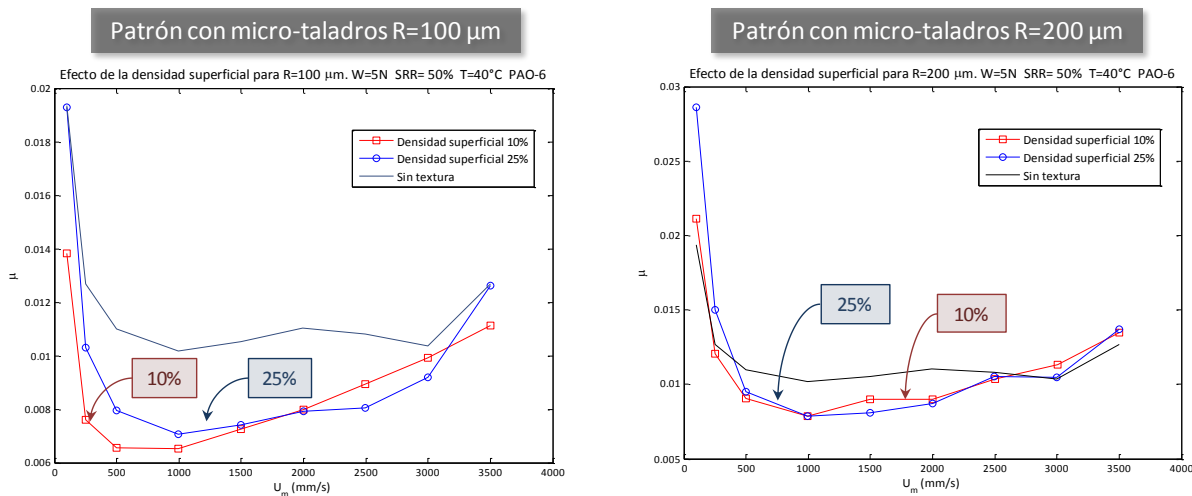 Patrón con micro-taladros R=100 µm
Efecto de la densidad superficial para R=100 µm. W=5N SRR= 50% T=40°C PAO-6
0.02
0.018
0.016
0.014
0.012
0.01
0.008
0.006
µ
Densidad superficial 10%
Densidad superficial 25%
Sin textura
10%
25%
0 500 1000 1500 2000 2500 3000 3500 4000
Um (mm/s)
Patrón con micro-taladros R=200 µm
Efecto de la densidad superficial para R=200 µm. W=5N SRR= 50% T=40°C PAO-6
0.03
0.025
0.02
0.015
0.01
0.005
µ
Densidad superficial 10%
Densidad superficial 25%
Sin textura
25%
10%
0 500 1000 1500 2000 2500 3000 3500 4000
Um (mm/s)